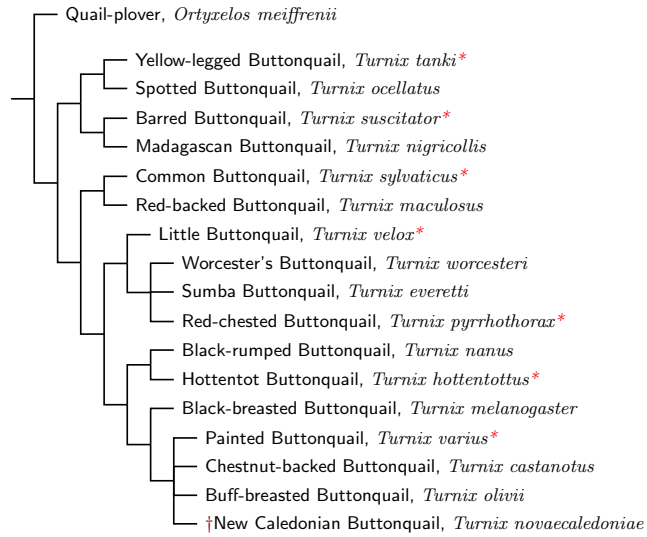 Quail-plover, Ortyxelos meiffrenii
Yellow-legged Buttonquail, Turnix tanki*
Spotted Buttonquail, Turnix ocellatus
Barred Buttonquail, Turnix suscitator*
Madagascan Buttonquail, Turnix nigricollis
Common Buttonquail, Turnix sylvaticus*
Red-backed Buttonquail, Turnix maculosus
Little Buttonquail, Turnix velox*
Worcester's Buttonquail, Turnix worcesteri
Sumba Buttonquail, Turnix everetti
Red-chested Buttonquail, Turnix pyrrhothorax*
Black-rumped Buttonquail, Turnix nanus
Hottentot Buttonquail, Turnix hottentottus*
Black-breasted Buttonquail, Turnix melanogaster
Painted Buttonquail, Turnix varius*
Chestnut-backed Buttonquail, Turnix castanotus
Buff-breasted Buttonquail, Turnix olivii
†New Caledonian Buttonquail, Turnix novaecaledoniae